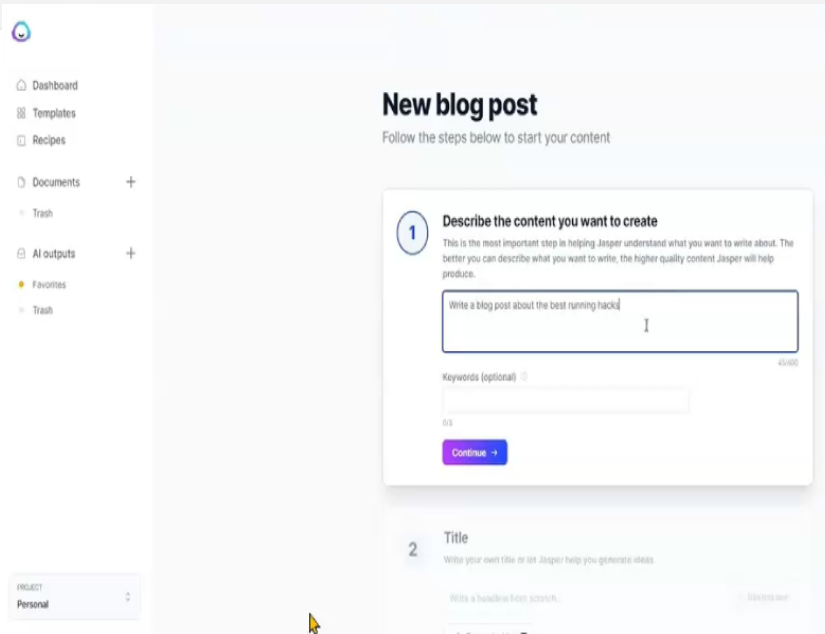 Dashboard
Templates
Recipes
Documents
Trash
AI outputs
Favorites
Trash
PROJECT
Personal
New blog post
Follow the steps below to start your content
1
Describe the content you want to create
This is the most important step in helping Jasper understand what you want to write about. The
better you can describe what you want to write, the higher quality content Jasper will help
produce.
Write a blog post about the best running hacks
Keywords (optional)
0/3
Continue →
2
Title
Write your own title or let Jasper help you generate ideas
Write a headline from scratch.